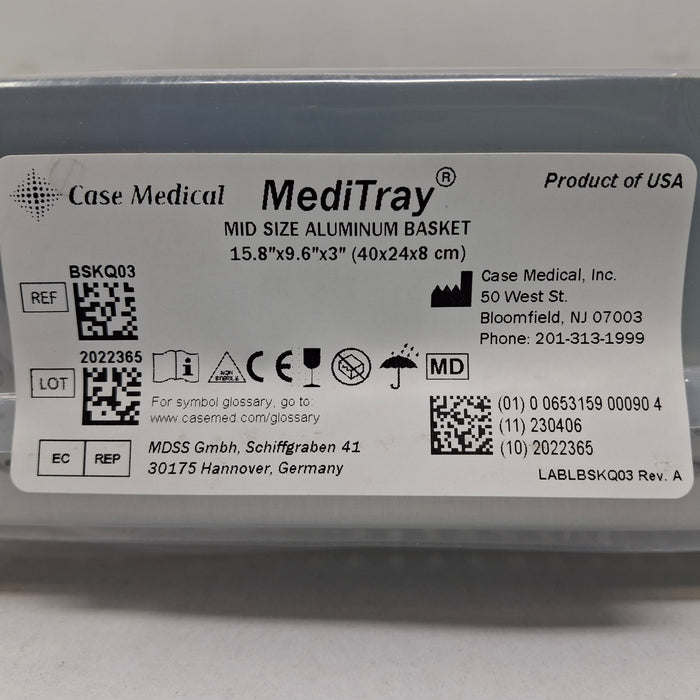 Case Medical
MediTray®
Product of USA
MID SIZE ALUMINUM BASKET
15.8"x9.6"x3" (40x24x8 cm)
BSKQ03
REF
Case Medical, Inc.
50 West St.
Bloomfield, NJ 07003
Phone: 201-313-1999
2022365
LOT
i
NON STERILE
CE
MD
For symbol glossary, go to:
www.casemed.com/glossary
(01) 0 0653159 00090 4
(11) 230406
(10) 2022365
EC REP
MDSS Gmbh, Schiffgraben 41
30175 Hannover, Germany
LABLBSKQ03 Rev. A